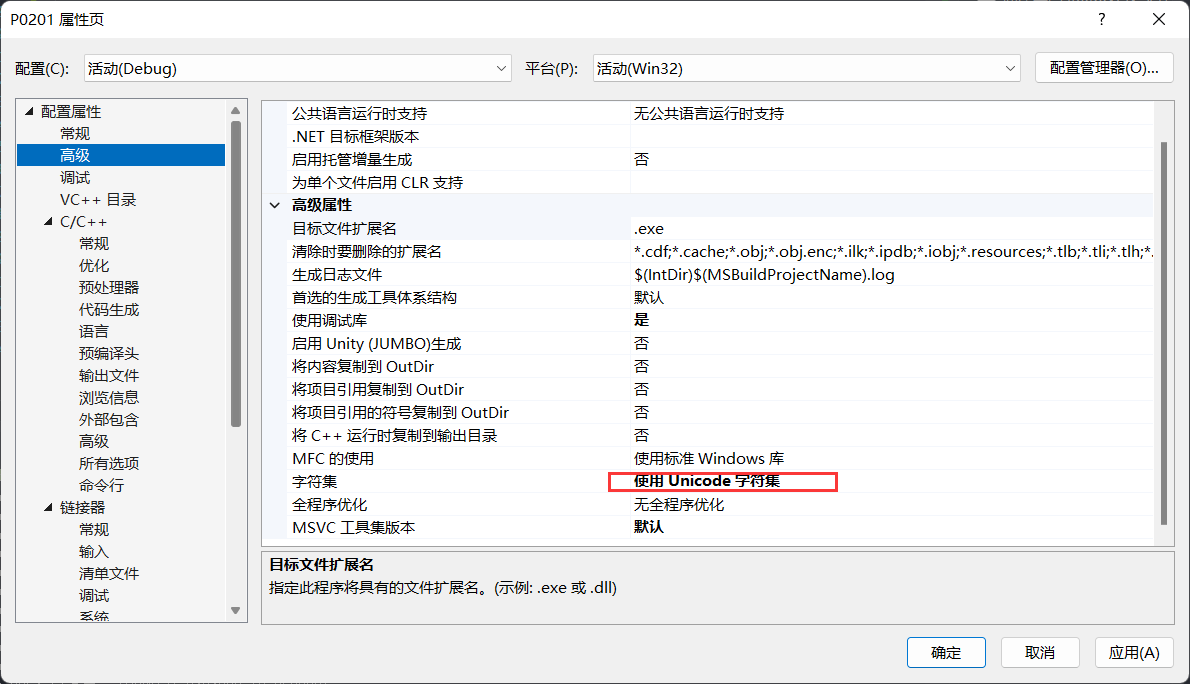 P0201 属性页
?
配置(C):
活动(Debug)
平台(P):
活动(Win32)
配置管理器(O)...
配置属性
常规
高级
调试
VC++ 目录
C/C++
常规
优化
预处理器
代码生成
语言
预编译头
输出文件
浏览信息
外部包含
高级
所有选项
命令行
链接器
常规
输入
清单文件
调试
系统
公共语言运行时支持 无公共语言运行时支持
.NET 目标框架版本
启用托管增量生成 否
为单个文件启用 CLR 支持
高级属性
目标文件扩展名 .exe
清除时要删除的扩展名 *.cdf;*.cache;*.obj;*.obj.enc;*.ilk;*.ipdb;*.iobj;*.resources;*.tlb;*.tli;*.tlh;*.
生成日志文件 $(IntDir)$(MSBuildProjectName).log
首选的生成工具体系结构 默认
使用调试库 是
启用 Unity (JUMBO)生成 否
将内容复制到 OutDir 否
将项目引用复制到 OutDir 否
将项目引用的符号复制到 OutDir 否
将 C++ 运行时复制到输出目录 否
MFC 的使用 使用标准 Windows 库
字符集 使用 Unicode 字符集
全程序优化 无全程序优化
MSVC 工具集版本 默认
目标文件扩展名
指定此程序将具有的文件扩展名。(示例: .exe 或 .dll)
确定
取消
应用(A)